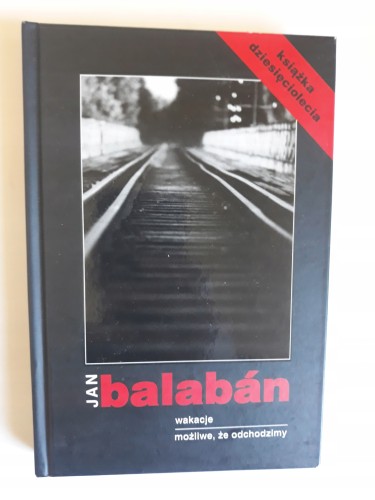 książka
dziesięciolecia
JAN
balabán
wakacje
możliwe, że odchodzimy